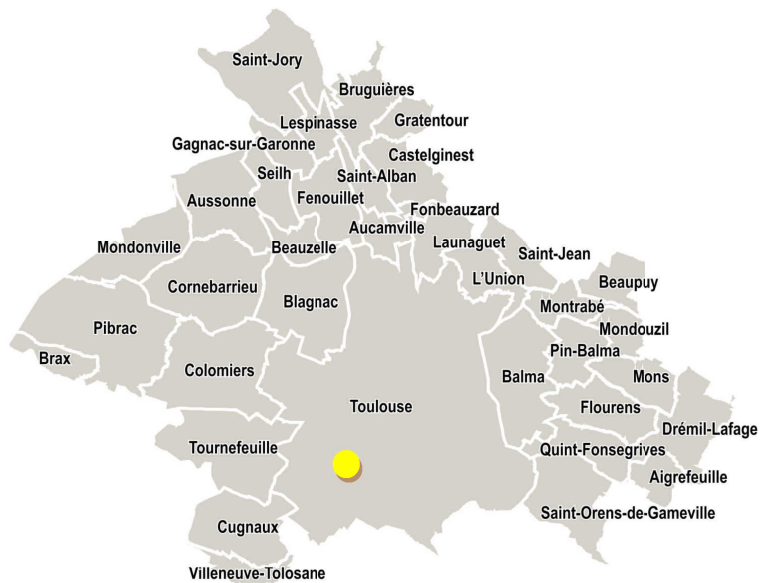 Saint-Jory
Bruguières
Lespinasse
Gratentour
Gagnac-sur-Garonne
Castelginest
Seilh
Saint-Alban
Aussonne
Fenouillet
Fonbeauzard
Aucamville
Launaguet
Mondonville
Beauzelle
Saint-Jean
L'Union
Beaupuy
Cornebarrieu
Blagnac
Montrabé
Pibrac
Mondouzil
Pin-Balma
Brax
Colomiers
Balma
Mons
Toulouse
Flourens
Drémil-Lafage
Tournefeuille
Quint-Fonsegrives
Aigrefeuille
Saint-Orens-de-Gameville
Cugnaux
Villeneuve-Tolosane